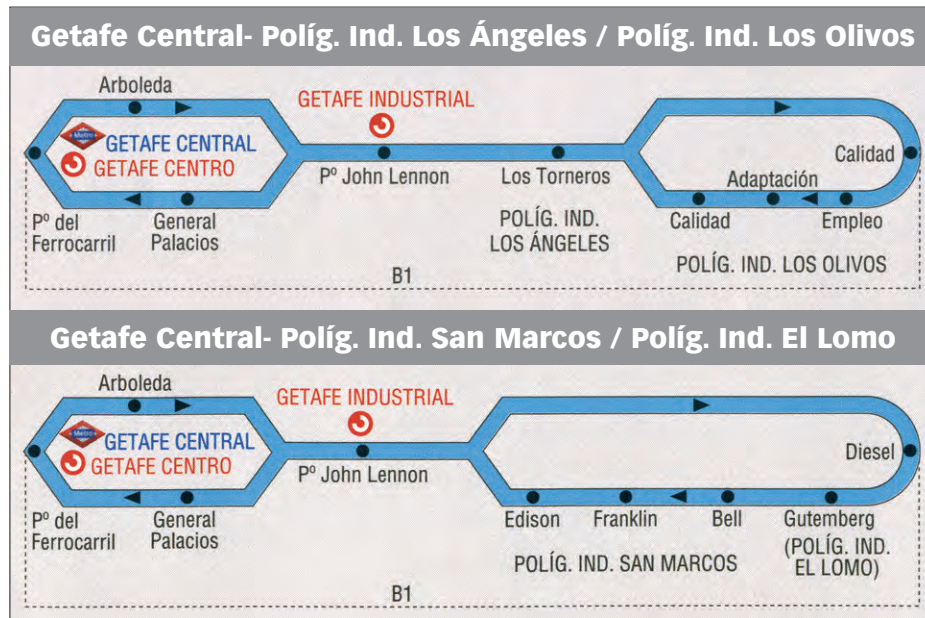 Getafe Central- Políg. Ind. Los Ángeles / Políg. Ind. Los Olivos
Arboleda
GETAFE INDUSTRIAL
Metro
GETAFE CENTRAL
GETAFE CENTRO
Calidad
Pº John Lennon
Los Torneros
Adaptación
Pº del
Ferrocarril
General
Palacios
POLÍG. IND.
LOS ÁNGELES
Calidad
Empleo
POLÍG. IND. LOS OLIVOS
B1
Getafe Central- Políg. Ind. San Marcos / Políg. Ind. El Lomo
Arboleda
GETAFE INDUSTRIAL
Metro
GETAFE CENTRAL
GETAFE CENTRO
Diesel
Pº John Lennon
Pº del
Ferrocarril
General
Palacios
Edison
Franklin
Bell
Gutemberg
(POLÍG. IND.
EL LOMO)
POLÍG. IND. SAN MARCOS
B1